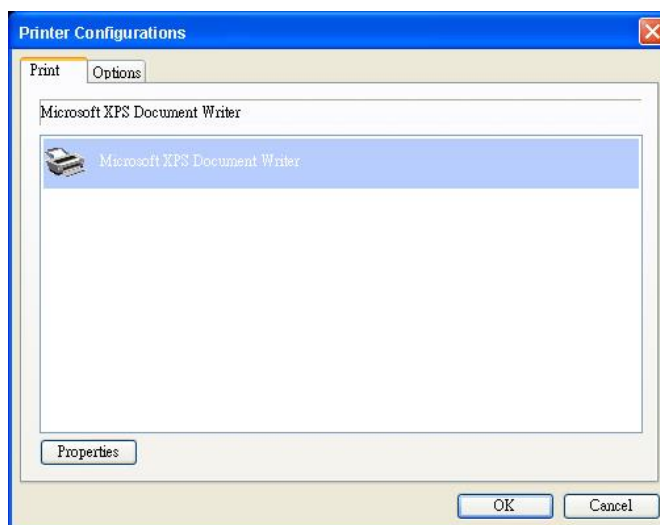 Printer Configurations
Print
Options
Microsoft XPS Document Writer
Microsoft XPS Document Writer
Properties
OK
Cancel